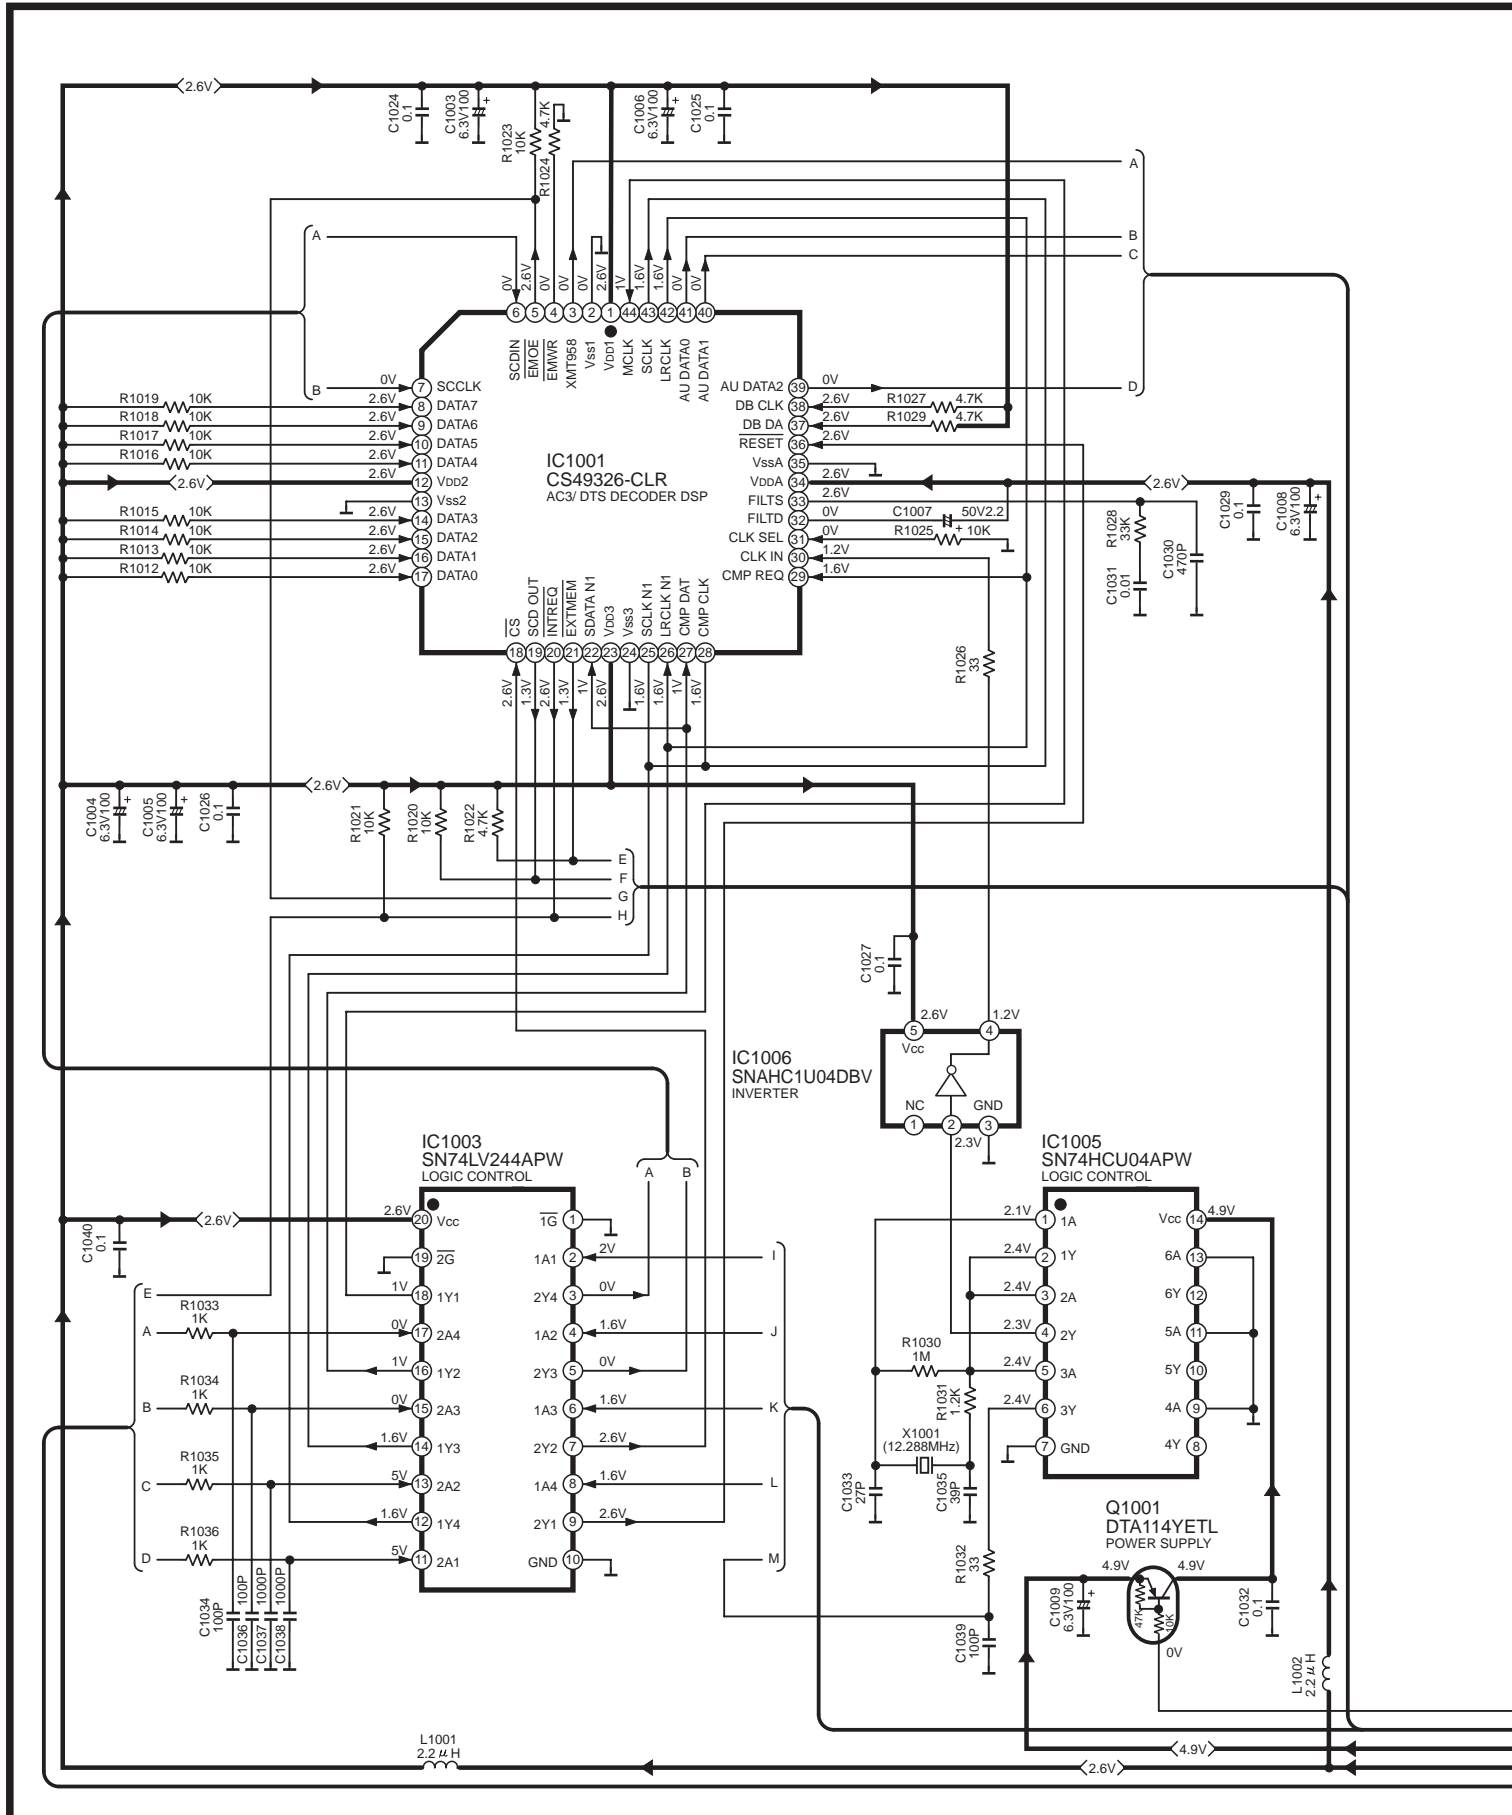 2.6V
C1024
0.1
C1003
6.3V100
+
R1023
10K
4.7K
R1024
C1006
6.3V100
+
C1025
0.1
A
A
B
C
0V
2.6V
0V
0V
0V
2.6V
1V
1.6V
1.6V
0V
0V
6
5
4
3
2
1
44
43
42
41
40
SCDIN
EMOE
EMWR
XMT958
Vss1
VDD1
MCLK
SCLK
LRCLK
AU DATA0
AU DATA1
B
0V
7
SCCLK
AU DATA2
39
0V
D
R1019
10K
2.6V
8
DATA7
DB CLK
38
2.6V
R1027
4.7K
R1018
10K
2.6V
9
DATA6
DB DA
37
2.6V
R1029
4.7K
R1017
10K
2.6V
10
DATA5
RESET
36
2.6V
R1016
10K
2.6V
11
DATA4
VssA
35
2.6V
2.6V
12
VDD2
VDDA
34
2.6V
2.6V
13
Vss2
FILTS
33
2.6V
R1015
10K
2.6V
14
DATA3
FILTD
32
0V
C1007
50V2.2
+
R1014
10K
2.6V
15
DATA2
CLK SEL
31
0V
R1025
10K
R1013
10K
2.6V
16
DATA1
CLK IN
30
1.2V
R1012
10K
2.6V
17
DATA0
CMP REQ
29
1.6V
IC1001
CS49326-CLR
AC3/ DTS DECODER DSP
R1028
33K
C1031
0.01
C1030
470P
C1029
0.1
C1008
6.3V100
+
CS
SCD OUT
INTREQ
EXTMEM
SDATA N1
VDD3
Vss3
SCLK N1
LRCLK N1
CMP DAT
CMP CLK
18
19
20
21
22
23
24
25
26
27
28
2.6V
1.3V
2.6V
1.3V
1V
2.6V
1.6V
1.6V
1V
1.6V
R1026
33
C1004
6.3V100
+
C1005
6.3V100
+
C1026
0.1
2.6V
R1021
10K
R1020
10K
R1022
4.7K
E
F
G
H
C1027
0.1
2.6V
1.2V
5
4
Vcc
IC1006
SNAHC1U04DBV
INVERTER
NC
GND
1
2
3
2.3V
IC1003
SN74LV244APW
LOGIC CONTROL
A
B
C1040
0.1
2.6V
2.6V
20
Vcc
1G
1
19
2G
1A1
2
2V
I
1V
18
1Y1
2Y4
3
0V
0V
17
2A4
1A2
4
1.6V
J
1V
16
1Y2
2Y3
5
0V
0V
15
2A3
1A3
6
1.6V
K
1.6V
14
1Y3
2Y2
7
2.6V
5V
13
2A2
1A4
8
1.6V
L
1.6V
12
1Y4
2Y1
9
2.6V
5V
11
2A1
GND
10
M
E
A
R1033
1K
B
R1034
1K
C
R1035
1K
D
R1036
1K
C1034
100P
C1036
100P
C1037
1000P
C1038
1000P
IC1005
SN74HCU04APW
LOGIC CONTROL
2.1V
1
1A
Vcc
14
4.9V
2.4V
2
1Y
6A
13
2.4V
3
2A
6Y
12
2.3V
4
2Y
5A
11
2.4V
5
3A
5Y
10
2.4V
6
3Y
4A
9
7
GND
4Y
8
R1030
1M
R1031
1.2K
X1001
(12.288MHz)
C1033
27P
C1035
39P
R1032
33
C1039
100P
Q1001
DTA114YETL
POWER SUPPLY
4.9V
4.9V
C1009
6.3V100
+
47K
10K
0V
C1032
0.1
L1002
2.2 μ H
L1001
2.2 μ H
4.9V
2.6V